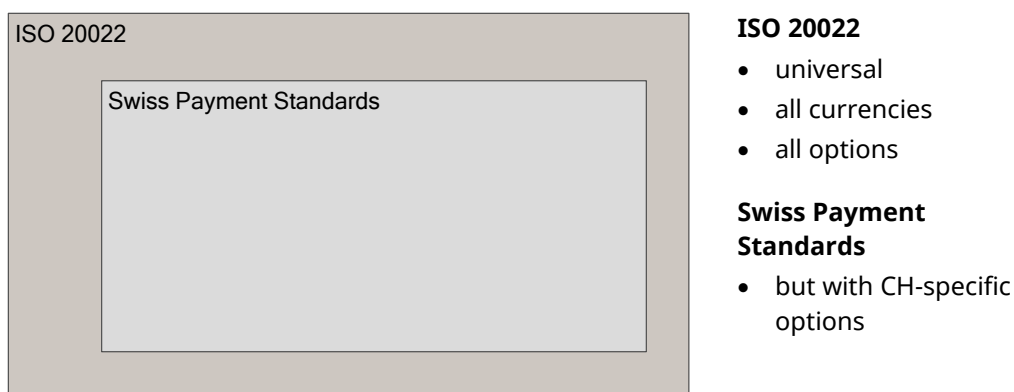 ISO 20022
Swiss Payment Standards
ISO 20022
• universal
• all currencies
• all options
Swiss Payment
Standards
• but with CH-specific
options